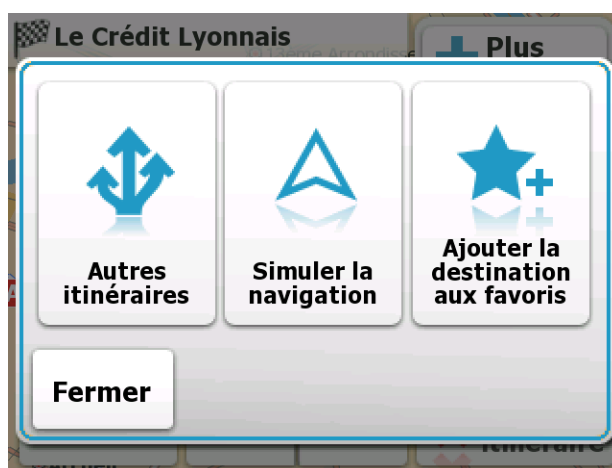 Le Crédit Lyonnais
Plus
Autres
itinéraires
Simuler la
navigation
Ajouter la
destination
aux favoris
Fermer